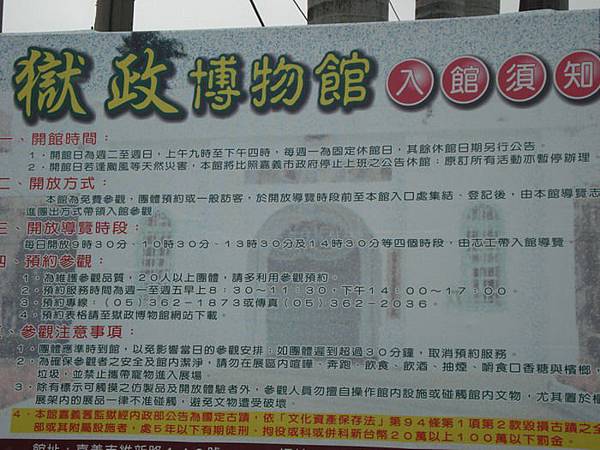 獄政博物館 入館須知
一、開館時間：
1．開館日為週二至週日，上午九時至下午四時，每週一為固定休館日，其餘休館日期另行公告。
2．開館日若逢颱風等天然災害，本館將比照嘉義市政府停止上班之公告休館；原訂所有活動亦暫停辦理
二、開放方式：
本館為免費參觀，團體預約或一般訪客，於開放導覽時段前至本館入口處集結、登記後，由本館導覽志
進團出方式帶領入館參觀
三、開放導覽時段：
每日開放9時30分、10時30分、13時30分及14時30分等四個時段，由志工帶入館導覽。
四、預約參觀：
1．為維護參觀品質，20人以上團體，請多利用參觀預約。
2．預約服務時間為週一至週五早上8：30～11：30，下午14：00～17：00。
3．預約專線：（05）362－1873或傳真（05）362－2036。
4．預約表格請至獄政博物館網站下載。
、參觀注意事項：
1．團體應準時到館，以免影響當日的參觀安排；如團體遲到超過30分鐘，取消預約服務。
2．為確保參觀者之安全及館內潔淨，請勿在展區內喧嘩、奔跑、飲食、飲酒、抽煙、嚼食口香糖與檳榔，
垃圾，並禁止攜帶寵物進入展場。
3．除有標示可觸摸之仿製品及開放體驗者外，參觀人員勿擅自操作館內設施或碰觸館內文物，尤其置於櫃
展架內的展品一律不准碰觸，避免文物遭受破壞。
4．本館嘉義舊監獄經內政部公告為國定古蹟，依「文化資產保存法」第94條第1項第2款毀損古蹟之全
部或其附屬設施者，處5年以下有期徒刑、拘役或科或併科新台幣20萬以上100萬以下罰金。
館址：嘉義市維新路